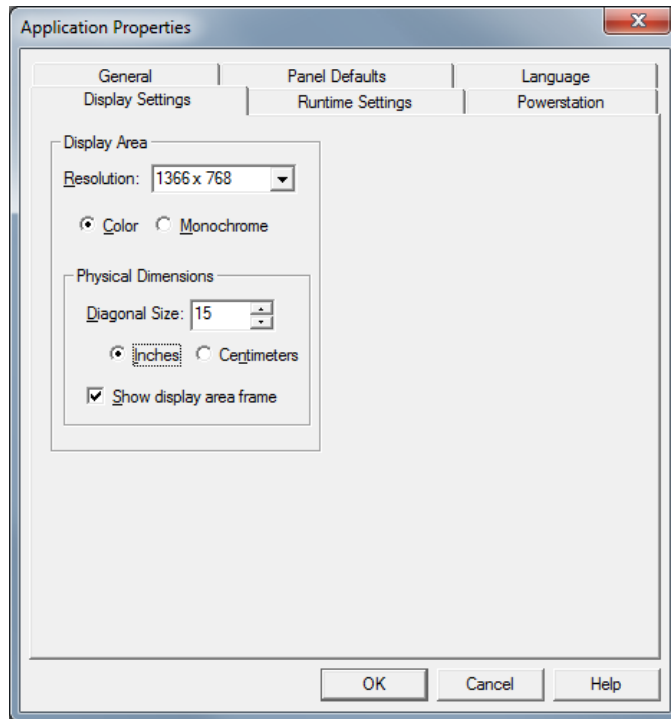 Application Properties
General Panel Defaults Language
Display Settings Runtime Settings Powerstation
Display Area
Resolution: 1366 x 768
Color Monochrome
Physical Dimensions
Diagonal Size: 15
Inches Centimeters
Show display area frame
OK Cancel Help